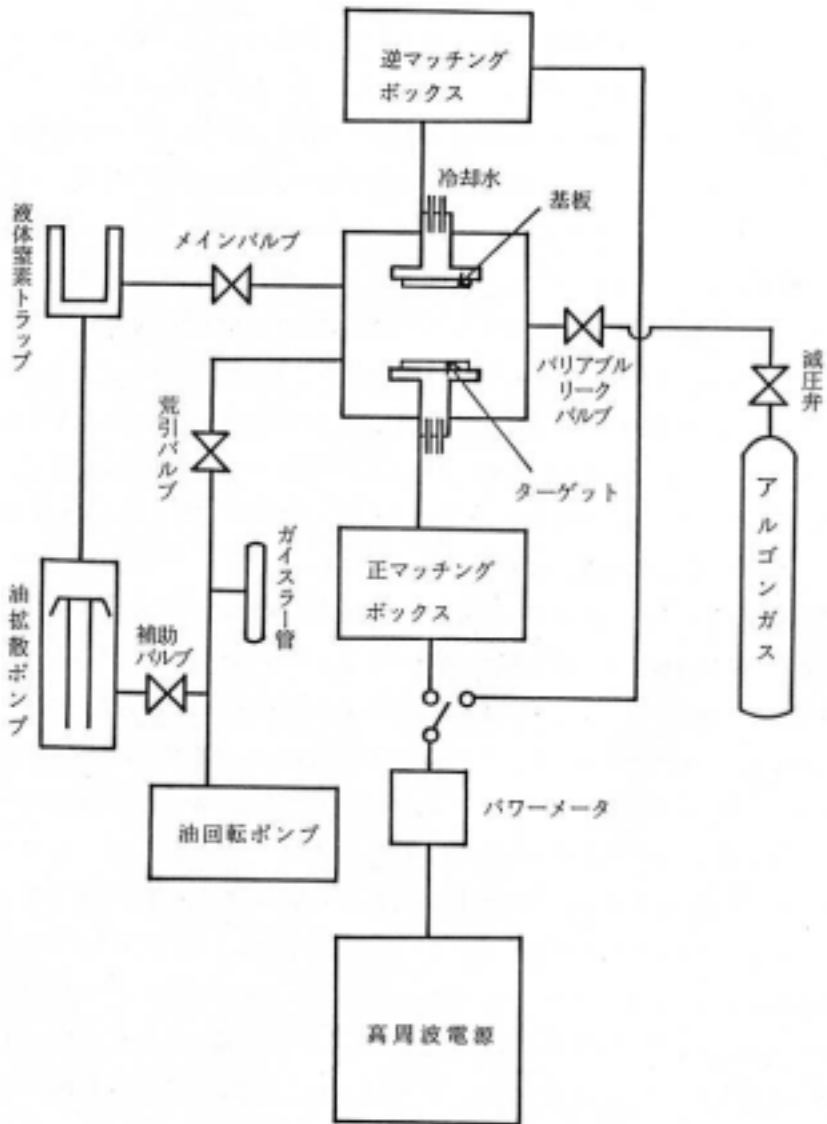 逆マッチング
ボックス
冷却水
基板
液体窒素トラップ
メインバルブ
バリアブル
リーク
バルブ
減圧弁
荒引バルブ
ターゲット
アルゴンガス
ガイスラー管
正マッチング
ボックス
油拡散ポンプ
補助
バルブ
パワーメータ
油回転ポンプ
高周波電源